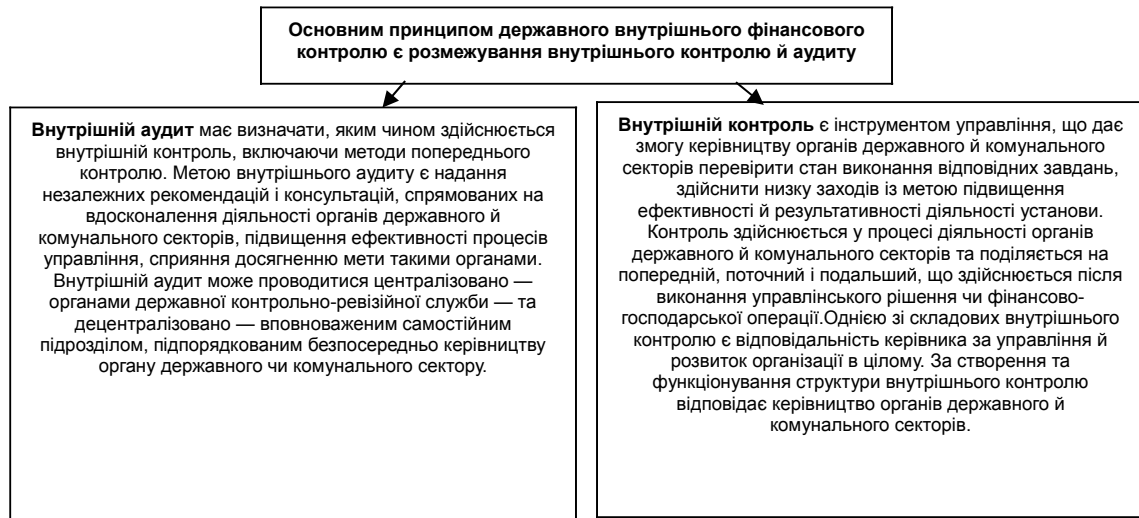 Основним принципом державного внутрішнього фінансового
контролю є розмежування внутрішнього контролю й аудиту
Внутрішній аудит має визначати, яким чином здійснюється
внутрішній контроль, включаючи методи попереднього
контролю. Метою внутрішнього аудиту є надання
незалежних рекомендацій і консультацій, спрямованих на
вдосконалення діяльності органів державного й
комунального секторів, підвищення ефективності процесів
управління, сприяння досягненню мети такими органами.
Внутрішній аудит може проводитися централізовано —
органами державної контрольно-ревізійної служби — та
децентралізовано — вповноваженим самостійним
підрозділом, підпорядкованим безпосередньо керівництву
органу державного чи комунального сектору.
Внутрішній контроль є інструментом управління, що дає
змогу керівництву органів державного й комунального
секторів перевірити стан виконання відповідних завдань,
здійснити низку заходів із метою підвищення
ефективності й результативності діяльності установи.
Контроль здійснюється у процесі діяльності органів
державного й комунального секторів та поділяється на
попередній, поточний і подальший, що здійснюється після
виконання управлінського рішення чи фінансово-
господарської операції.Однією зі складових внутрішнього
контролю є відповідальність керівника за управління й
розвиток організації в цілому. За створення та
функціонування структури внутрішнього контролю
відповідає керівництво органів державного й
комунального секторів.